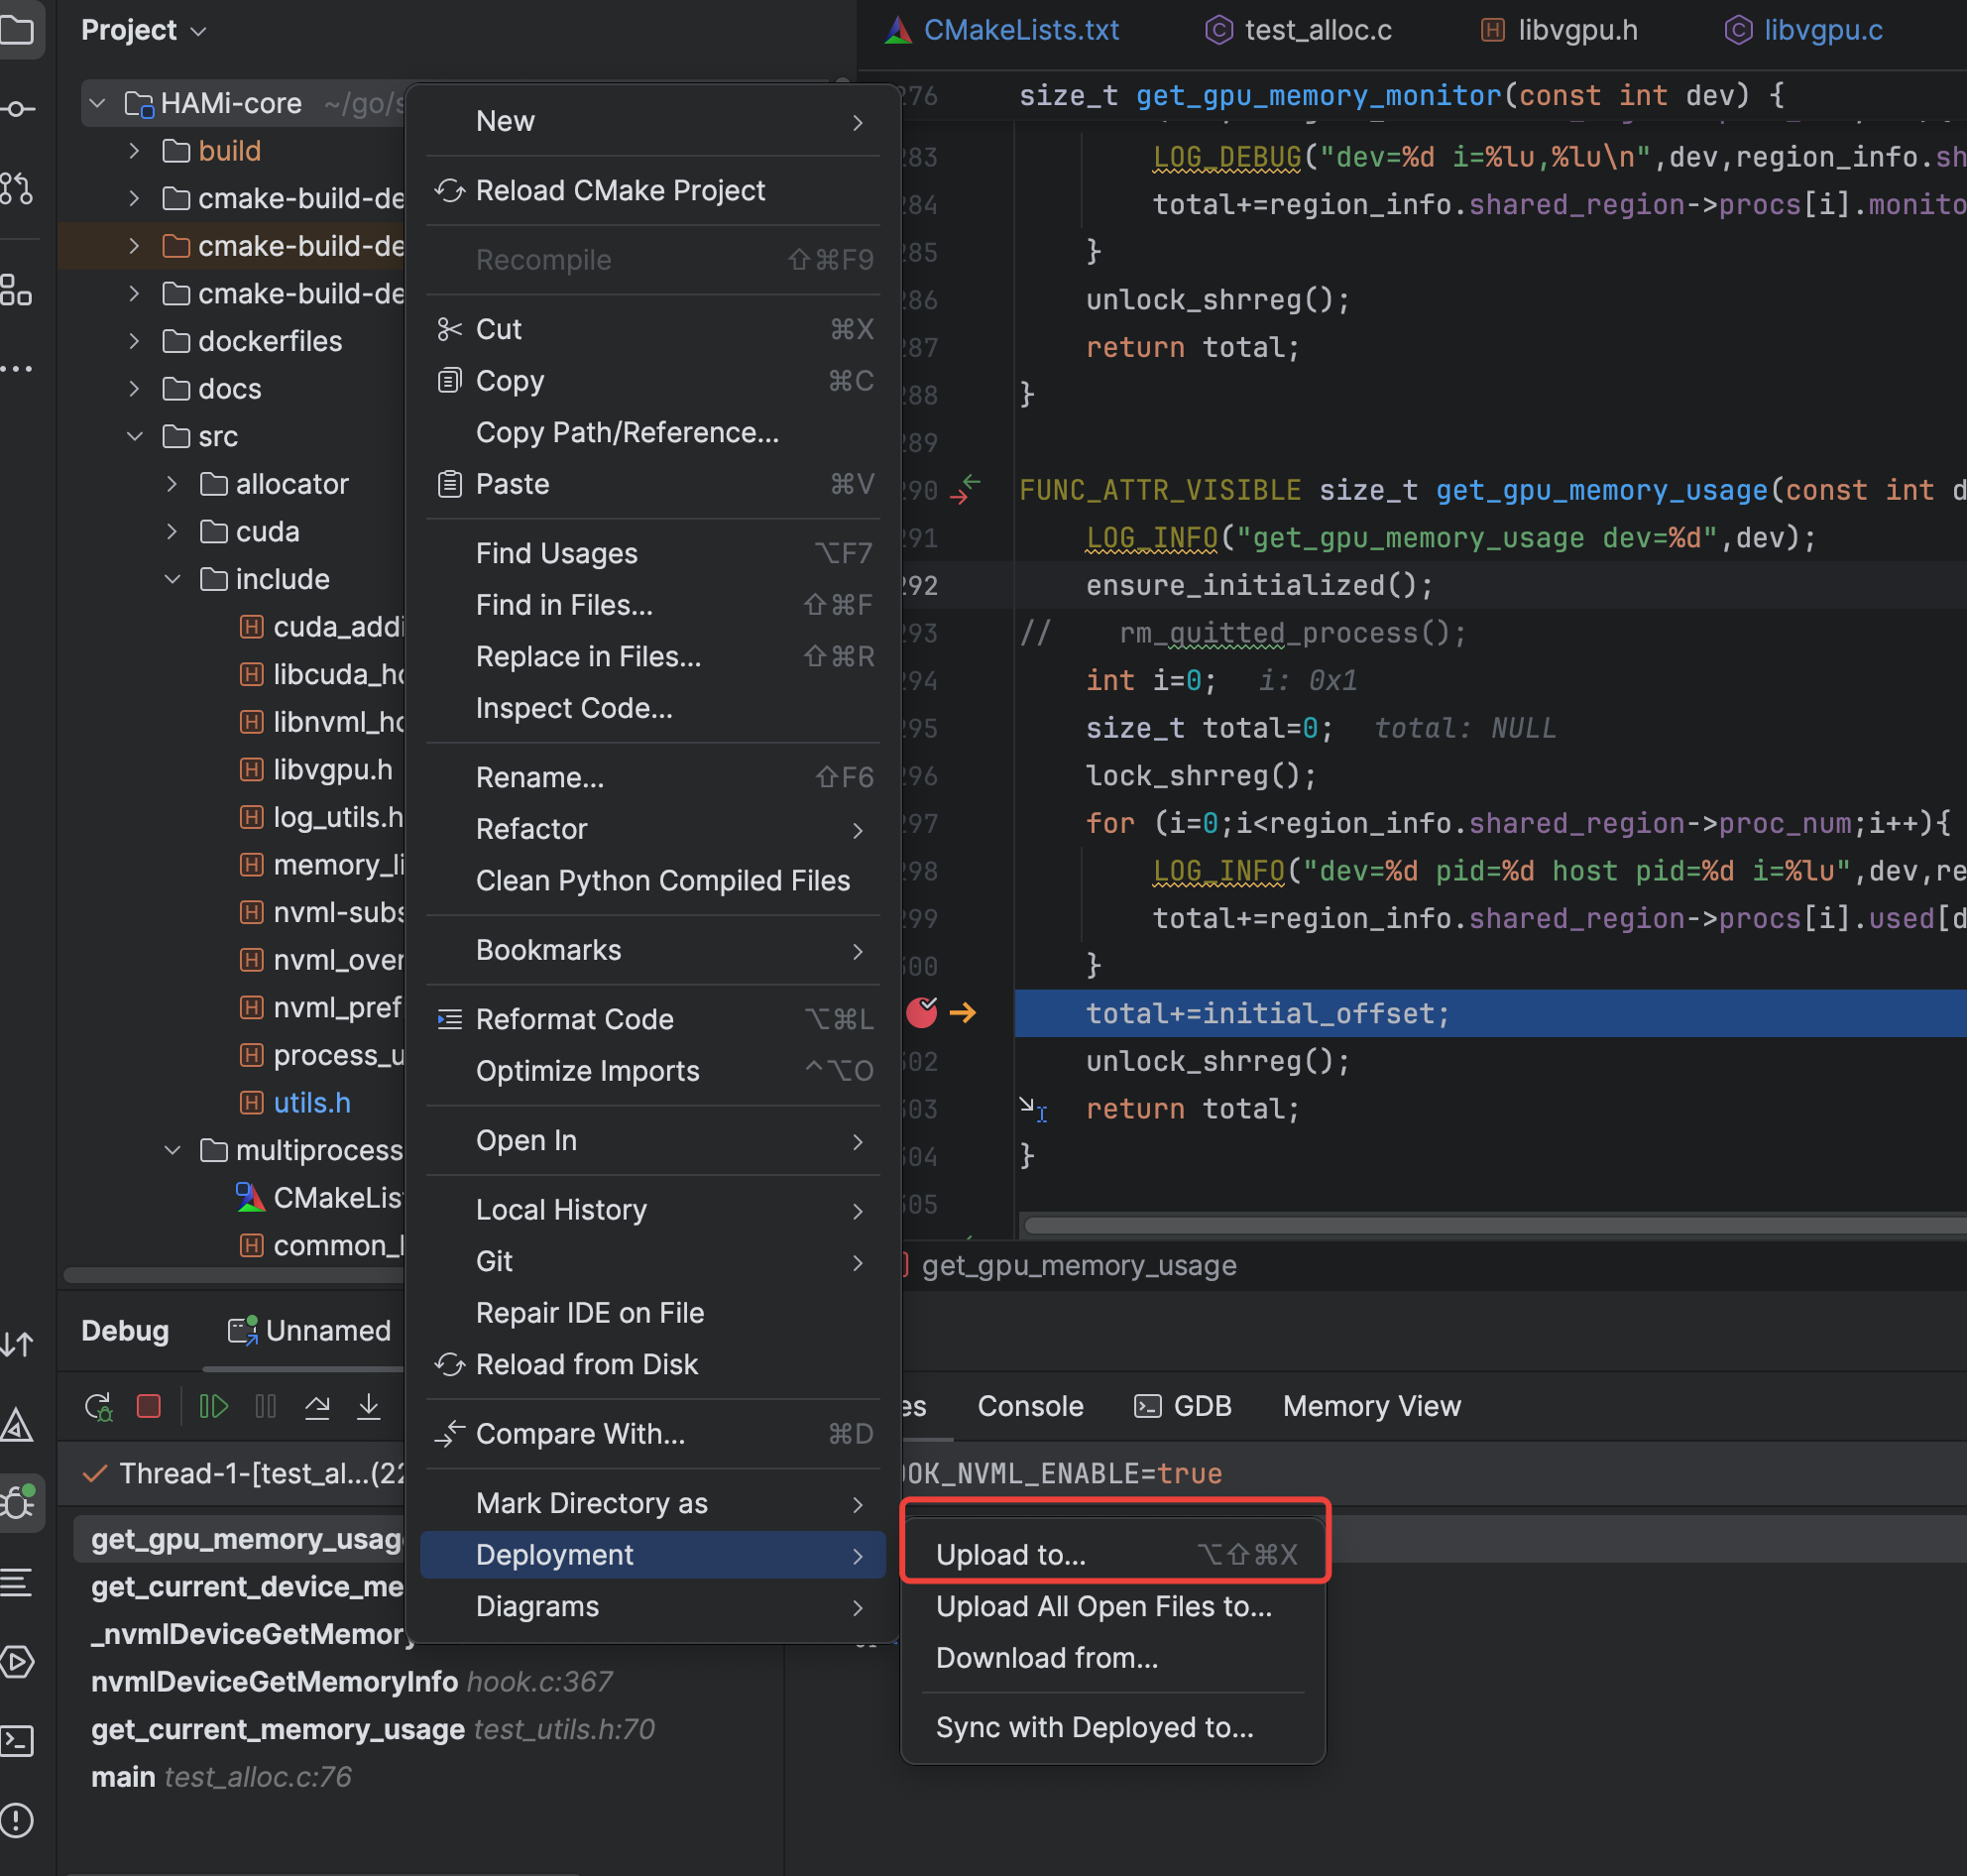 Project
CMakeLists.txt
test_alloc.c
libvgpu.h
libvgpu.c
HAMi-core ~/go/s
build
cmake-build-de
cmake-build-de
cmake-build-de
dockerfiles
docs
src
allocator
cuda
include
cuda_addi
libcuda_ho
libnvml_ho
libvgpu.h
log_utils.h
memory_li
nvml-subs
nvml_over
nvml_pref
process_u
utils.h
multiprocess
CMakeList
common_l
New
Reload CMake Project
Recompile ⇧⌘F9
Cut ⌘X
Copy ⌘C
Copy Path/Reference...
Paste ⌘V
Find Usages ⌥F7
Find in Files... ⇧⌘F
Replace in Files... ⇧⌘R
Inspect Code...
Rename... ⇧F6
Refactor
Clean Python Compiled Files
Bookmarks
Reformat Code ⌥⌘L
Optimize Imports ^⌥O
Open In
Local History
Git
Repair IDE on File
Reload from Disk
Compare With... ⌘D
Mark Directory as
Deployment
Diagrams
Upload to... ⌥⇧⌘X
Upload All Open Files to...
Download from...
Sync with Deployed to...
276 size_t get_gpu_memory_monitor(const int dev) {
283 LOG_DEBUG("dev=%d i=%lu,%lu\n",dev,region_info.sh
284 total+=region_info.shared_region->procs[i].monito
285 }
286 unlock_shrreg();
287 return total;
288 }
289
290 FUNC_ATTR_VISIBLE size_t get_gpu_memory_usage(const int d
291 LOG_INFO("get_gpu_memory_usage dev=%d",dev);
292 ensure_initialized();
293 // rm_quitted_process();
294 int i=0; i: 0x1
295 size_t total=0; total: NULL
296 lock_shrreg();
297 for (i=0;i<region_info.shared_region->proc_num;i++){
298 LOG_INFO("dev=%d pid=%d host pid=%d i=%lu",dev,re
299 total+=region_info.shared_region->procs[i].used[d
300 }
total+=initial_offset;
302 unlock_shrreg();
303 return total;
304 }
305
get_gpu_memory_usage
Debug
Unnamed
es
Console
GDB
Memory View
Thread-1-[test_al...(22
OOK_NVML_ENABLE=true
get_gpu_memory_usage
get_current_device_me
_nvmlDeviceGetMemory
nvmlDeviceGetMemoryInfo hook.c:367
get_current_memory_usage test_utils.h:70
main test_alloc.c:76